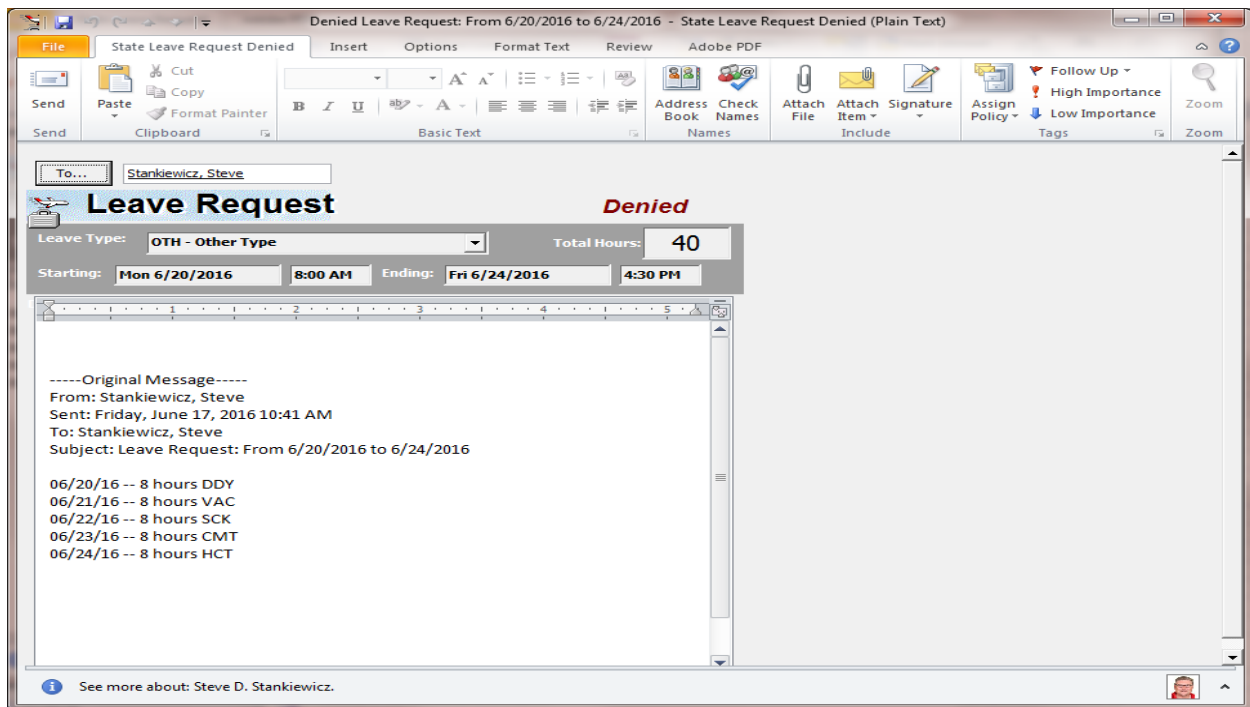 Denied Leave Request: From 6/20/2016 to 6/24/2016 - State Leave Request Denied (Plain Text)
File State Leave Request Denied Insert Options Format Text Review Adobe PDF
Send
Paste
Cut
Copy
Format Painter
B I U
Address Book
Check Names
Attach File
Attach Item
Signature
Assign Policy
Follow Up
High Importance
Low Importance
Zoom
Send Clipboard Basic Text Names Include Tags Zoom
To... Stankiewicz, Steve
Leave Request Denied
Leave Type: OTH - Other Type Total Hours: 40
Starting: Mon 6/20/2016 8:00 AM Ending: Fri 6/24/2016 4:30 PM
1 2 3 4 5
-----Original Message-----
From: Stankiewicz, Steve
Sent: Friday, June 17, 2016 10:41 AM
To: Stankiewicz, Steve
Subject: Leave Request: From 6/20/2016 to 6/24/2016
06/20/16 -- 8 hours DDY
06/21/16 -- 8 hours VAC
06/22/16 -- 8 hours SCK
06/23/16 -- 8 hours CMT
06/24/16 -- 8 hours HCT
See more about: Steve D. Stankiewicz.